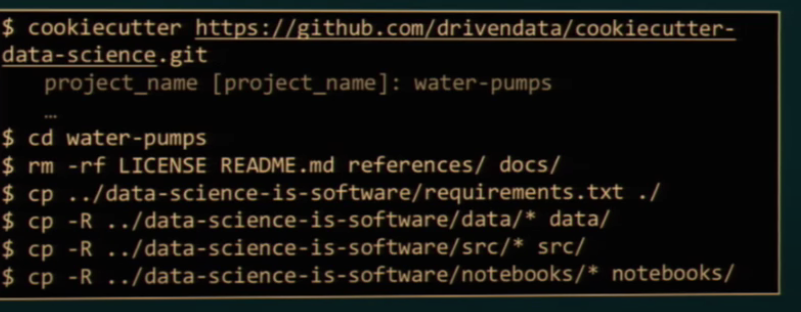 $ cookiecutter https://github.com/drivendata/cookiecutter-
data-science.git
project_name [project_name]: water-pumps
…
$ cd water-pumps
$ rm -rf LICENSE README.md references/ docs/
$ cp ../data-science-is-software/requirements.txt ./
$ cp -R ../data-science-is-software/data/* data/
$ cp -R ../data-science-is-software/src/* src/
$ cp -R ../data-science-is-software/notebooks/* notebooks/